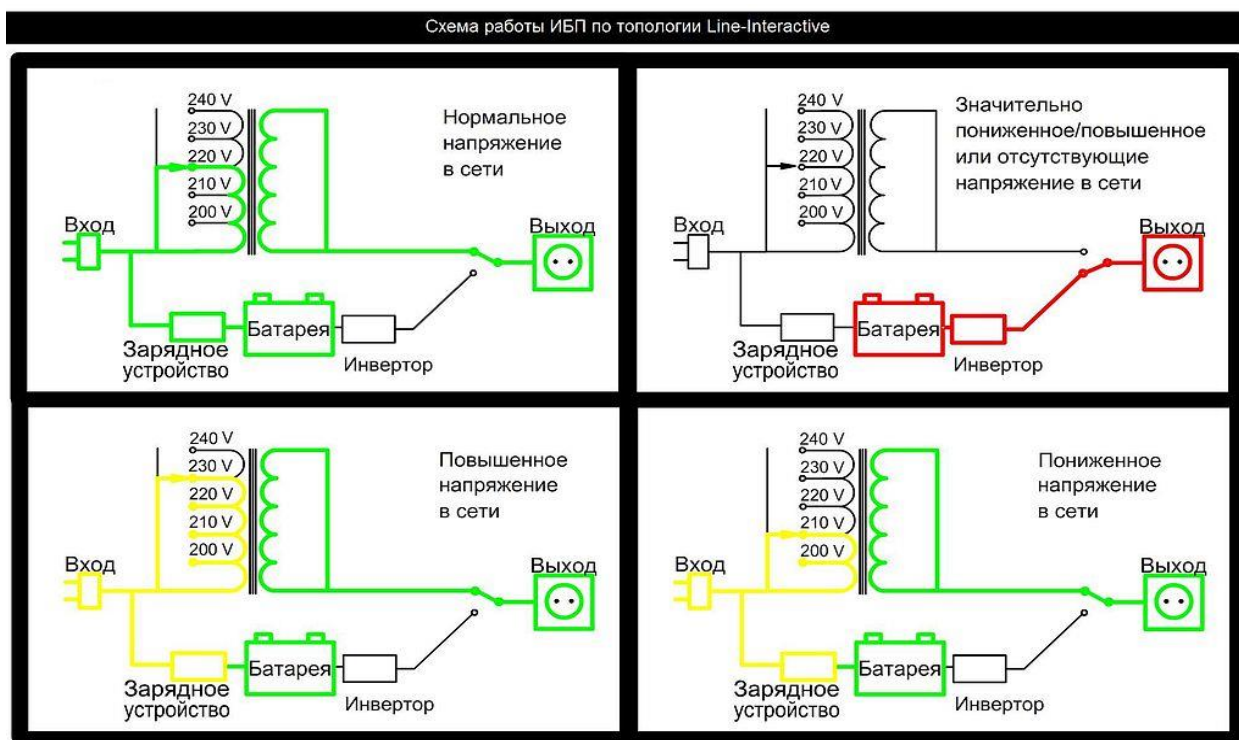 Схема работы ИБП по топологии Line-Interactive
240 V
230 V
220 V
210 V
200 V
Нормальное
напряжение
в сети
Вход
Выход
Батарея
Зарядное
устройство
Инвертор
240 V
230 V
220 V
210 V
200 V
Значительно
пониженное/повышенное
или отсутствующие
напряжение в сети
Вход
Выход
Батарея
Зарядное
устройство
Инвертор
240 V
230 V
220 V
210 V
200 V
Повышенное
напряжение
в сети
Вход
Выход
Батарея
Зарядное
устройство
Инвертор
240 V
230 V
220 V
210 V
200 V
Пониженное
напряжение
в сети
Вход
Выход
Батарея
Зарядное
устройство
Инвертор